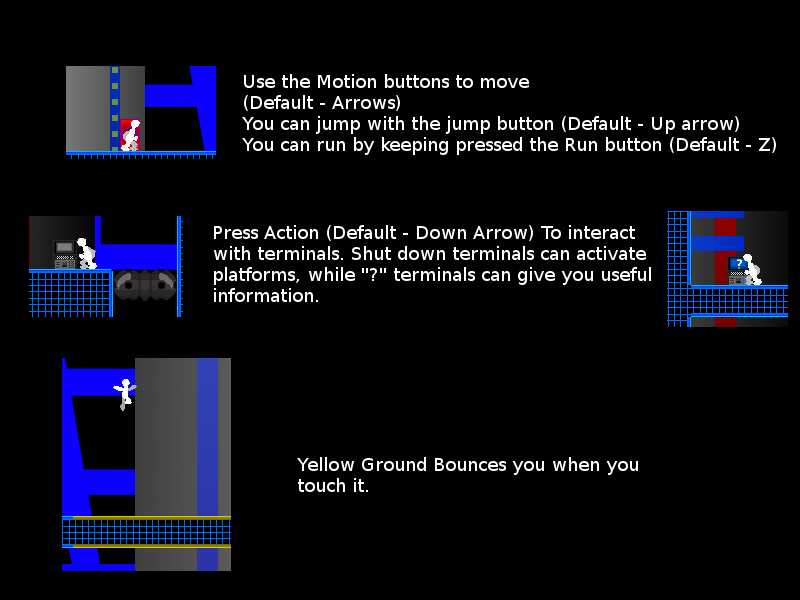 Use the Motion buttons to move
(Default - Arrows)
You can jump with the jump button (Default - Up arrow)
You can run by keeping pressed the Run button (Default - Z)
Press Action (Default - Down Arrow) To interact
with terminals. Shut down terminals can activate
platforms, while "?" terminals can give you useful
information.
?
Yellow Ground Bounces you when you
touch it.